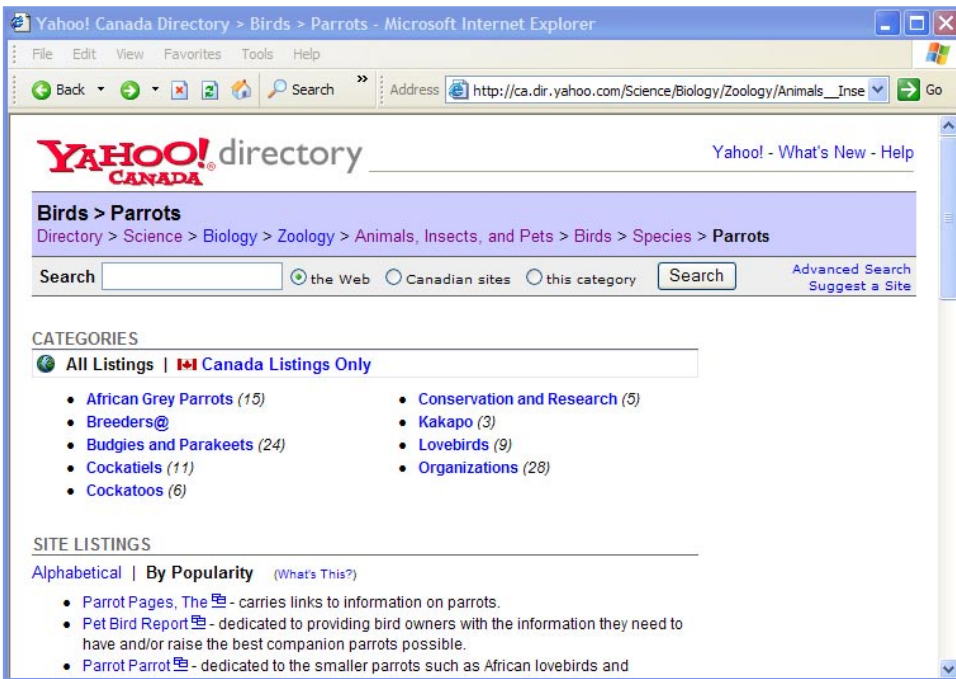 Yahoo! Canada Directory > Birds > Parrots - Microsoft Internet Explorer
File Edit View Favorites Tools Help
Back Search » Address http://ca.dir.yahoo.com/Science/Biology/Zoology/Animals__Inse Go
YAHOO! directory
CANADA
Yahoo! - What's New - Help
Birds > Parrots
Directory > Science > Biology > Zoology > Animals, Insects, and Pets > Birds > Species > Parrots
Search the Web Canadian sites this category Search
Advanced Search
Suggest a Site
CATEGORIES
All Listings | Canada Listings Only
• African Grey Parrots (15)
• Breeders@
• Budgies and Parakeets (24)
• Cockatiels (11)
• Cockatoos (6)
• Conservation and Research (5)
• Kakapo (3)
• Lovebirds (9)
• Organizations (28)
SITE LISTINGS
Alphabetical | By Popularity (What's This?)
• Parrot Pages, The - carries links to information on parrots.
• Pet Bird Report - dedicated to providing bird owners with the information they need to
have and/or raise the best companion parrots possible.
• Parrot Parrot - dedicated to the smaller parrots such as African lovebirds and